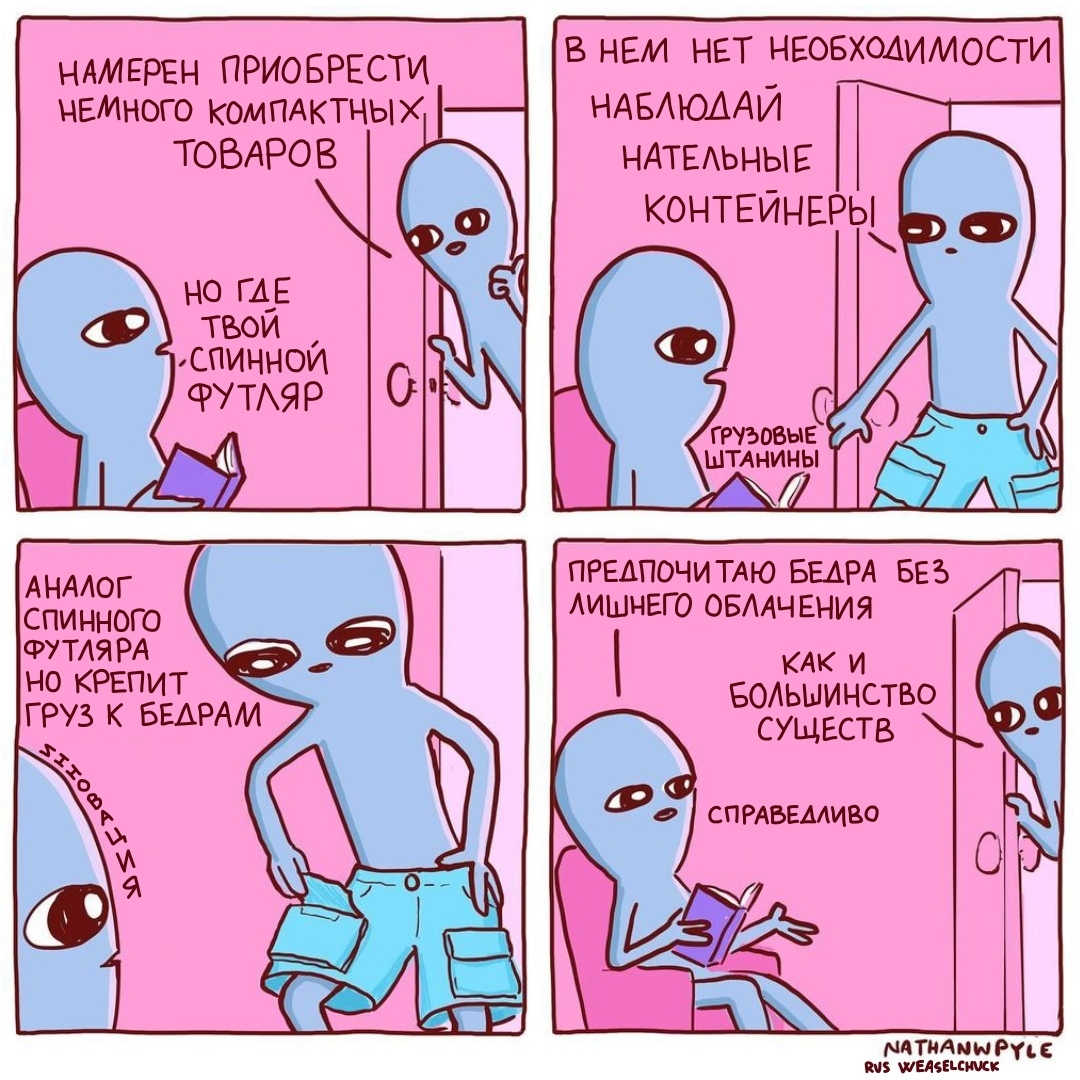 НАМЕРЕН ПРИОБРЕСТИ
НЕМНОГО КОМПАКТНЫХ
ТОВАРОВ
НО ГДЕ
ТВОЙ
СПИННОЙ
ФУТЛЯР
В НЕМ НЕТ НЕОБХОДИМОСТИ
НАБЛЮДАЙ
НАТЕЛЬНЫЕ
КОНТЕЙНЕРЫ
ГРУЗОВЫЕ
ШТАНИНЫ
АНАЛОГ
СПИННОГО
ФУТЛЯРА
НО КРЕПИТ
ГРУЗ К БЕДРАМ
ИННОВАЦИЯ
ПРЕДПОЧИТАЮ БЕДРА БЕЗ
ЛИШНЕГО ОБЛАЧЕНИЯ
КАК И
БОЛЬШИНСТВО
СУЩЕСТВ
СПРАВЕДЛИВО
NATHANWPYLE
RUS WEASELCHUCK